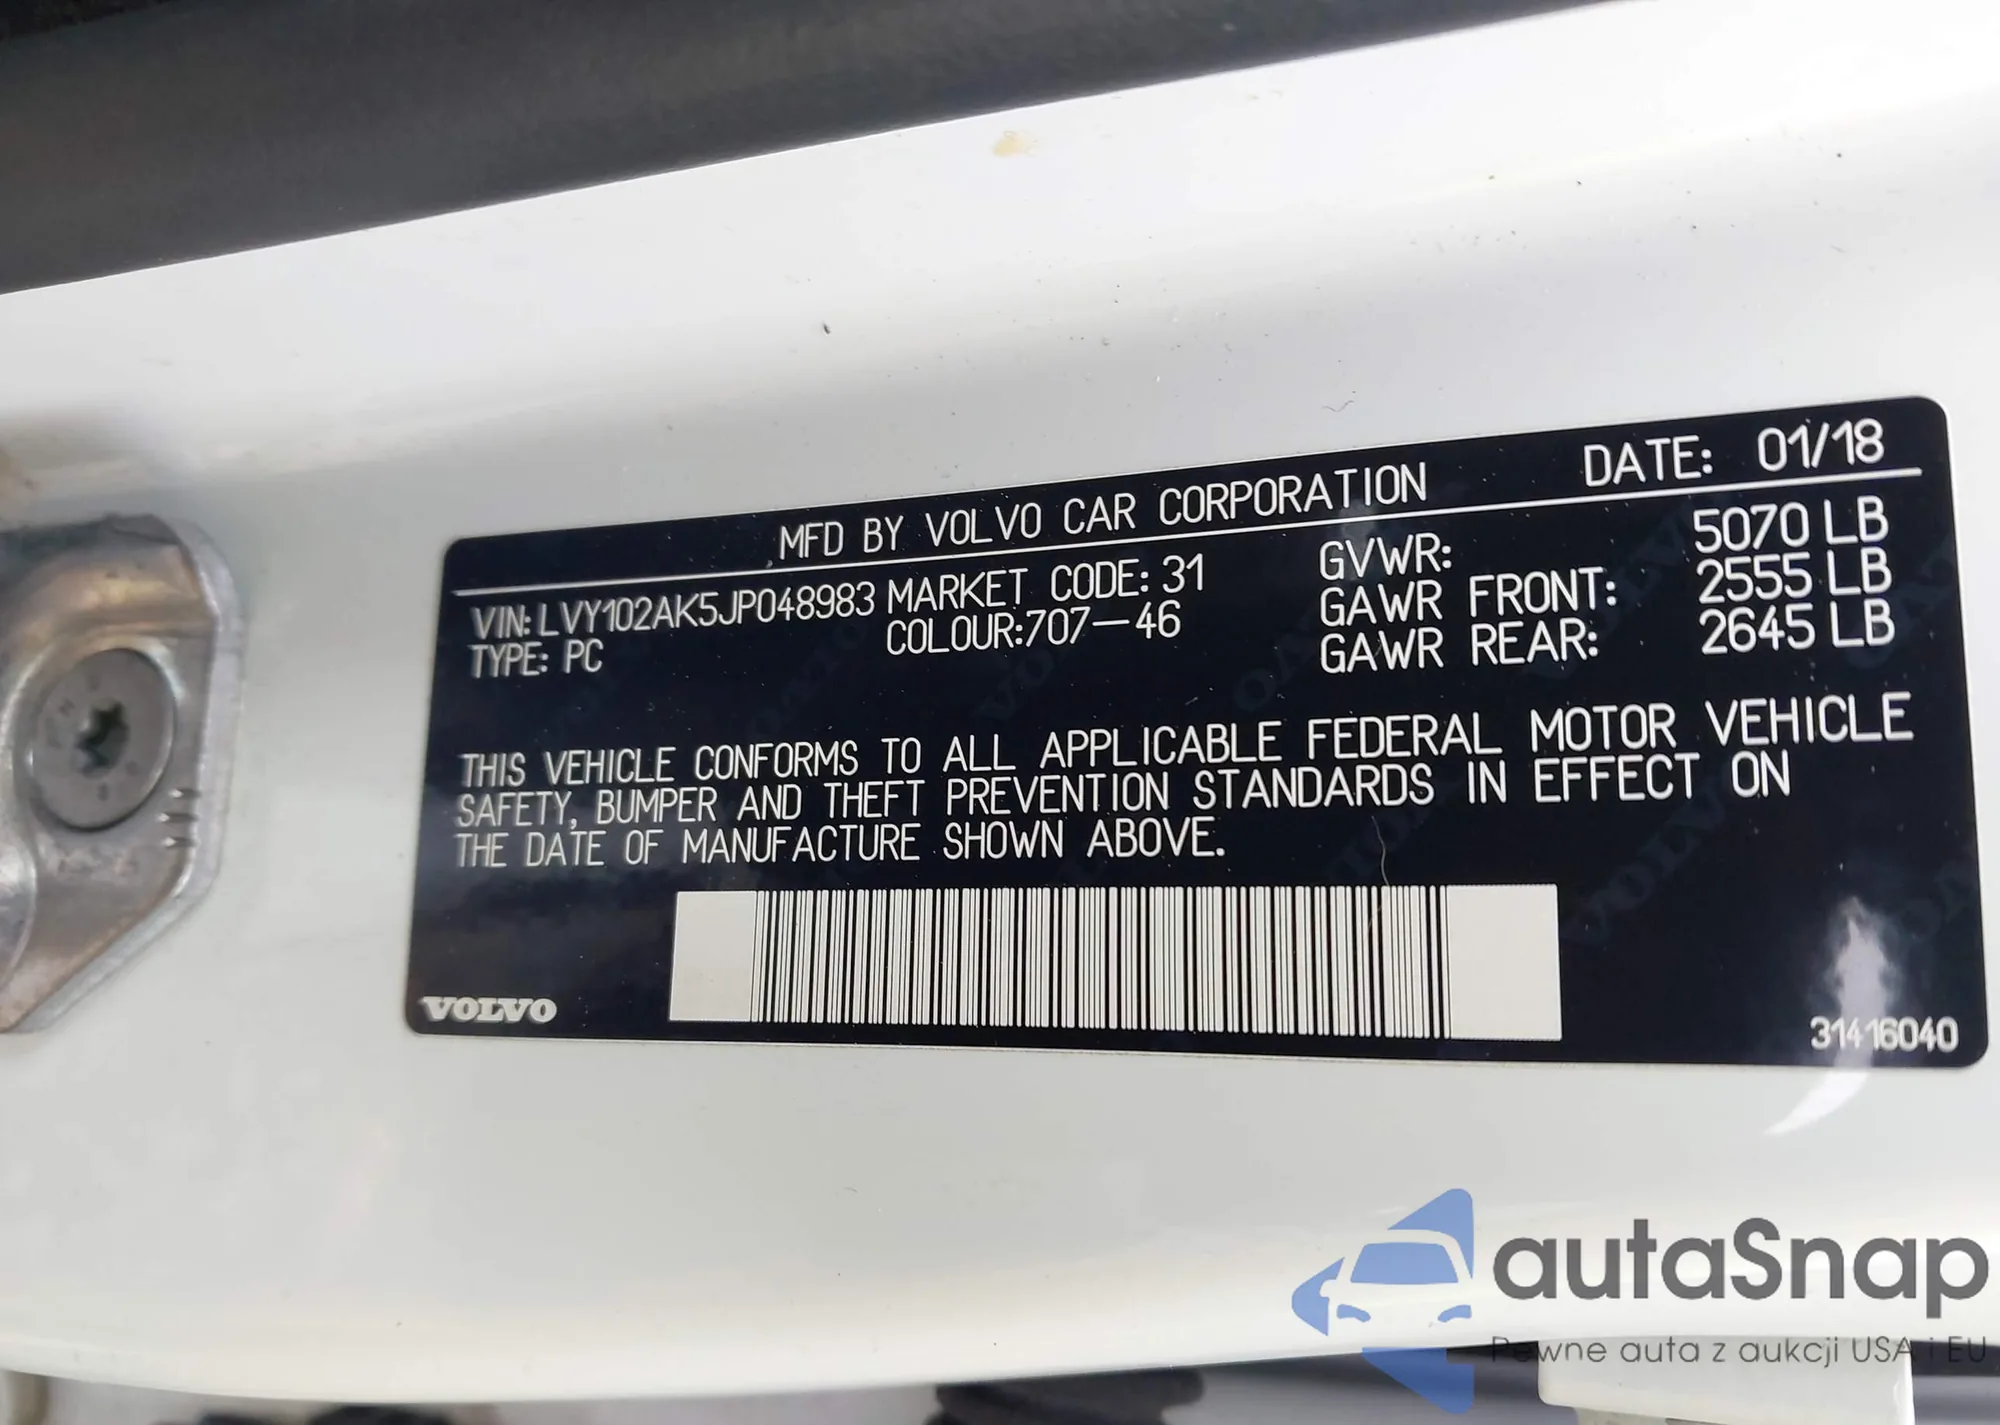 MFD BY VOLVO CAR CORPORATION DATE: 01/18
VIN: LVY102AK5JP048983 MARKET CODE: 31 GVWR: 5070 LB
TYPE: PC COLOUR:707-46 GAWR FRONT: 2555 LB
GAWR REAR: 2645 LB
THIS VEHICLE CONFORMS TO ALL APPLICABLE FEDERAL MOTOR VEHICLE
SAFETY, BUMPER AND THEFT PREVENTION STANDARDS IN EFFECT ON
THE DATE OF MANUFACTURE SHOWN ABOVE.
VOLVO
31416040
autaSnap
Pewne auta z aukcji USA i EU